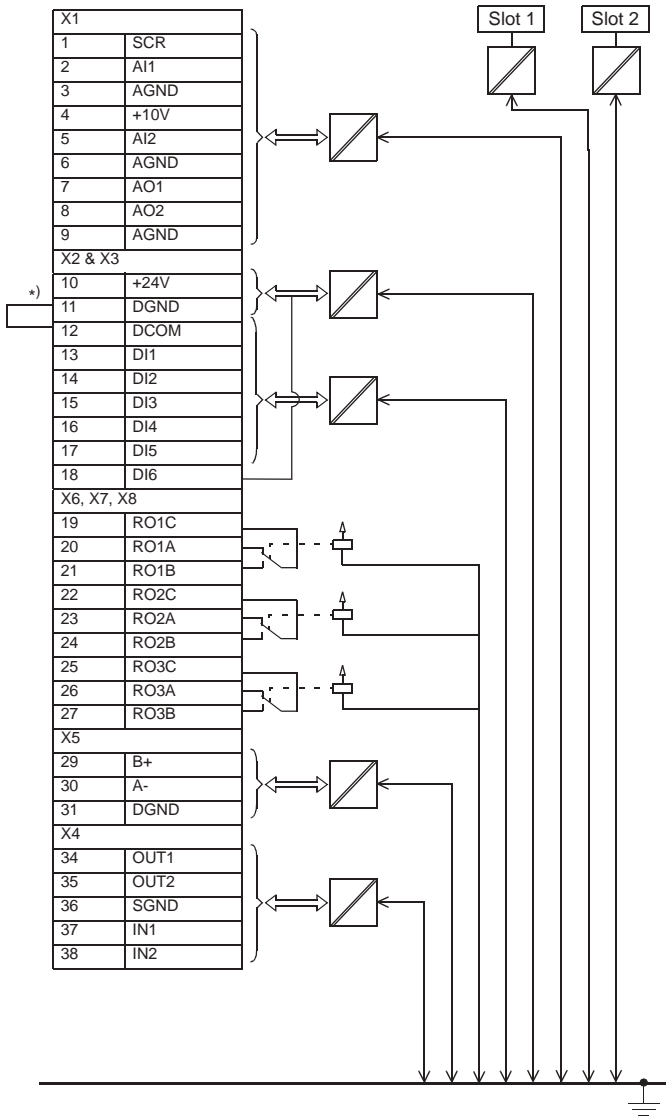 Slot 1 Slot 2
X1
1 SCR
2 AI1
3 AGND
4 +10V
5 AI2
6 AGND
7 AO1
8 AO2
9 AGND
X2 & X3
10 +24V
*)
11 DGND
12 DCOM
13 DI1
14 DI2
15 DI3
16 DI4
17 DI5
18 DI6
X6, X7, X8
19 RO1C
20 RO1A
21 RO1B
22 RO2C
23 RO2A
24 RO2B
25 RO3C
26 RO3A
27 RO3B
X5
29 B+
30 A-
31 DGND
X4
34 OUT1
35 OUT2
36 SGND
37 IN1
38 IN2